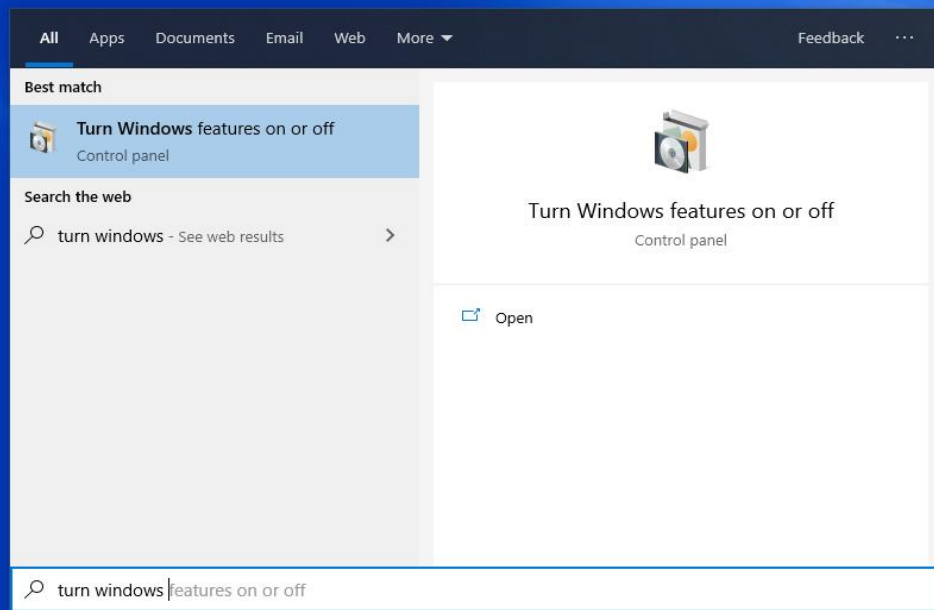 All Apps Documents Email Web More Feedback ...
Best match
Turn Windows features on or off
Control panel
Search the web
turn windows - See web results
Turn Windows features on or off
Control panel
Open
turn windows features on or off